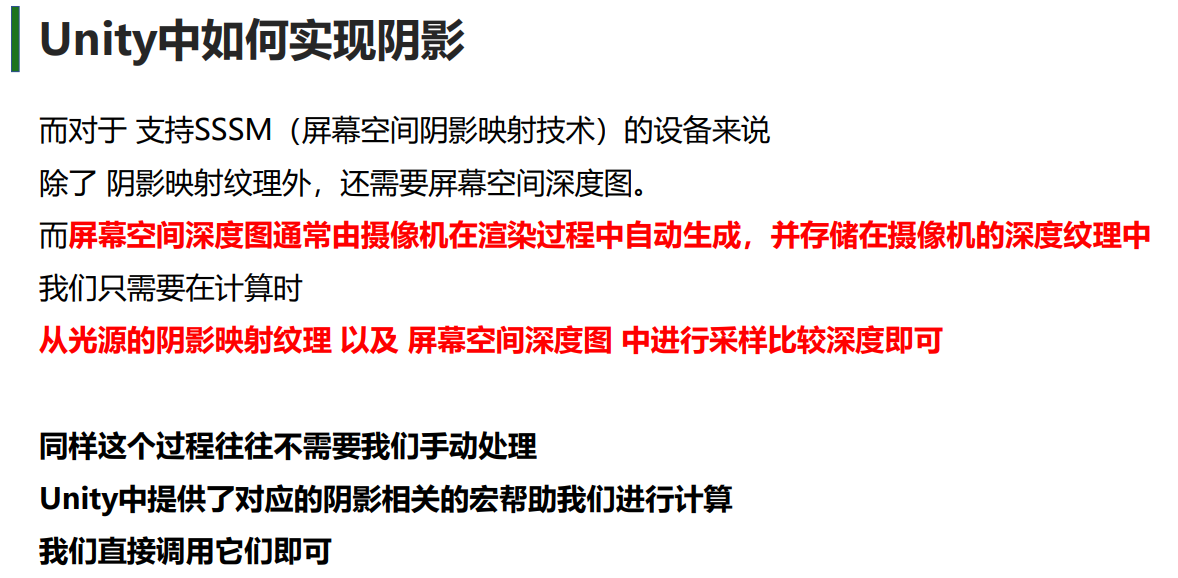 Unity中如何实现阴影
而对于 支持SSSM（屏幕空间阴影映射技术）的设备来说
除了 阴影映射纹理外，还需要屏幕空间深度图。
而屏幕空间深度图通常由摄像机在渲染过程中自动生成，并存储在摄像机的深度纹理中
我们只需要在计算时
从光源的阴影映射纹理 以及 屏幕空间深度图 中进行采样比较深度即可
同样这个过程往往不需要我们手动处理
Unity中提供了对应的阴影相关的宏帮助我们进行计算
我们直接调用它们即可